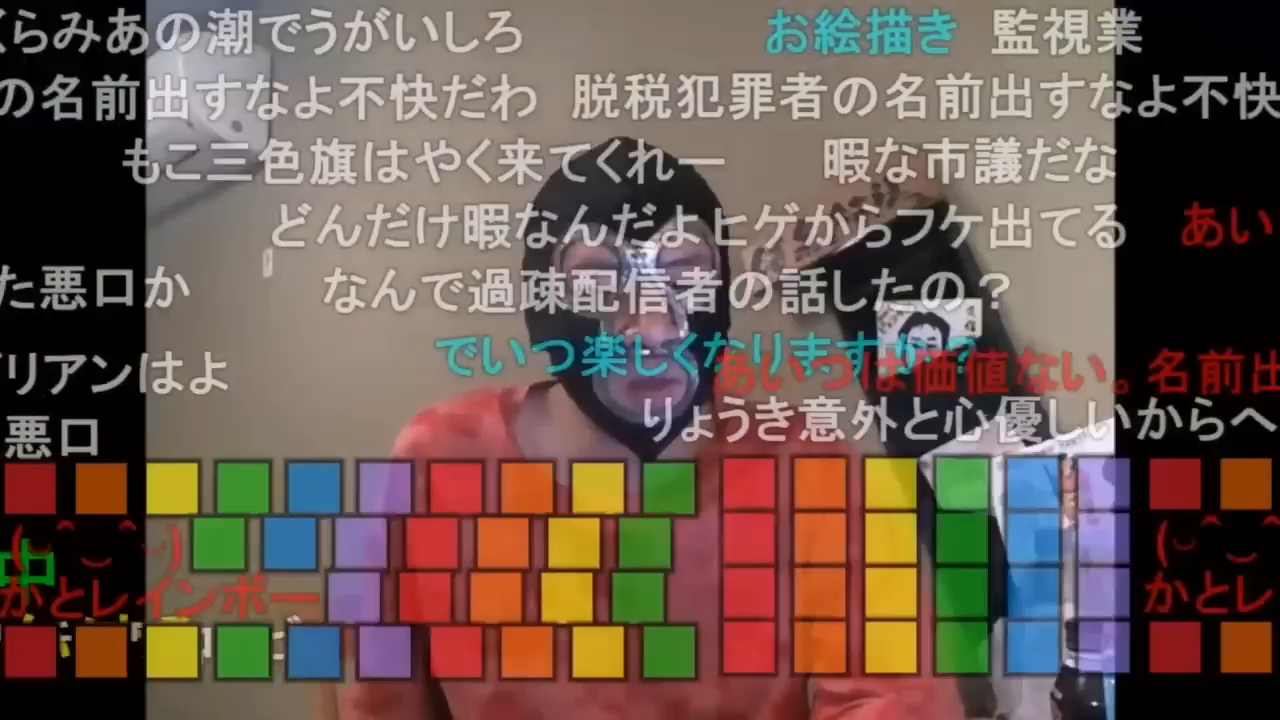 くらみあの潮でうがいしろ お絵描き 監視業
の名前出すなよ不快だわ 脱税犯罪者の名前出すなよ不快
もこ三色旗はやく来てくれー 暇な市議だな
どんだけ暇なんだよヒゲからフケ出てる あい
た悪口か なんで過疎配信者の話したの？
でいつ楽しくなりますか？
リアンはよ あいつは価値ない。名前出
悪口 りょうき意外と心優しいからへ
中
かとレインボー かとレ